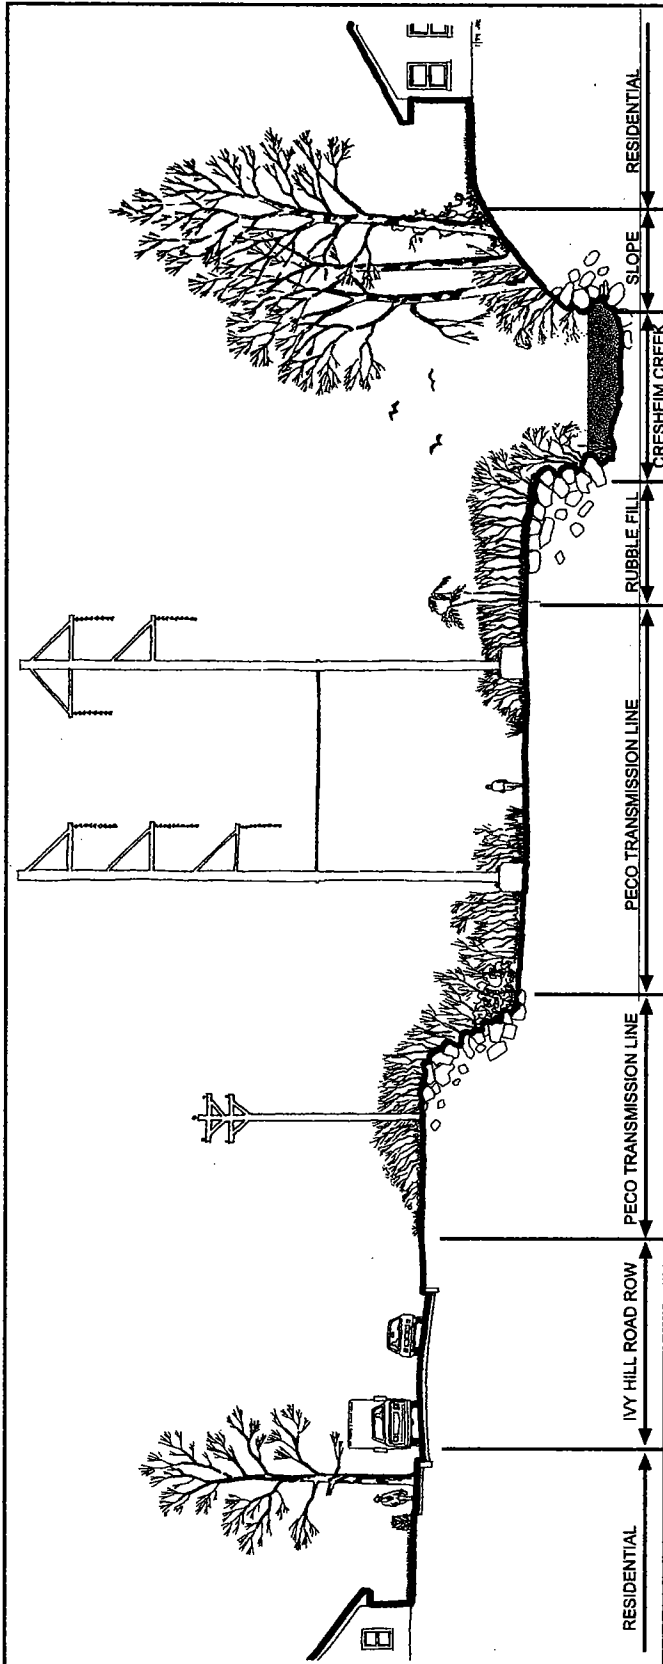 RESIDENTIAL
IVY HILL ROAD ROW
PECO TRANSMISSION LINE
PECO TRANSMISSION LINE
RUBBLE FILL
CRESHEIM CREEK
SLOPE
RESIDENTIAL